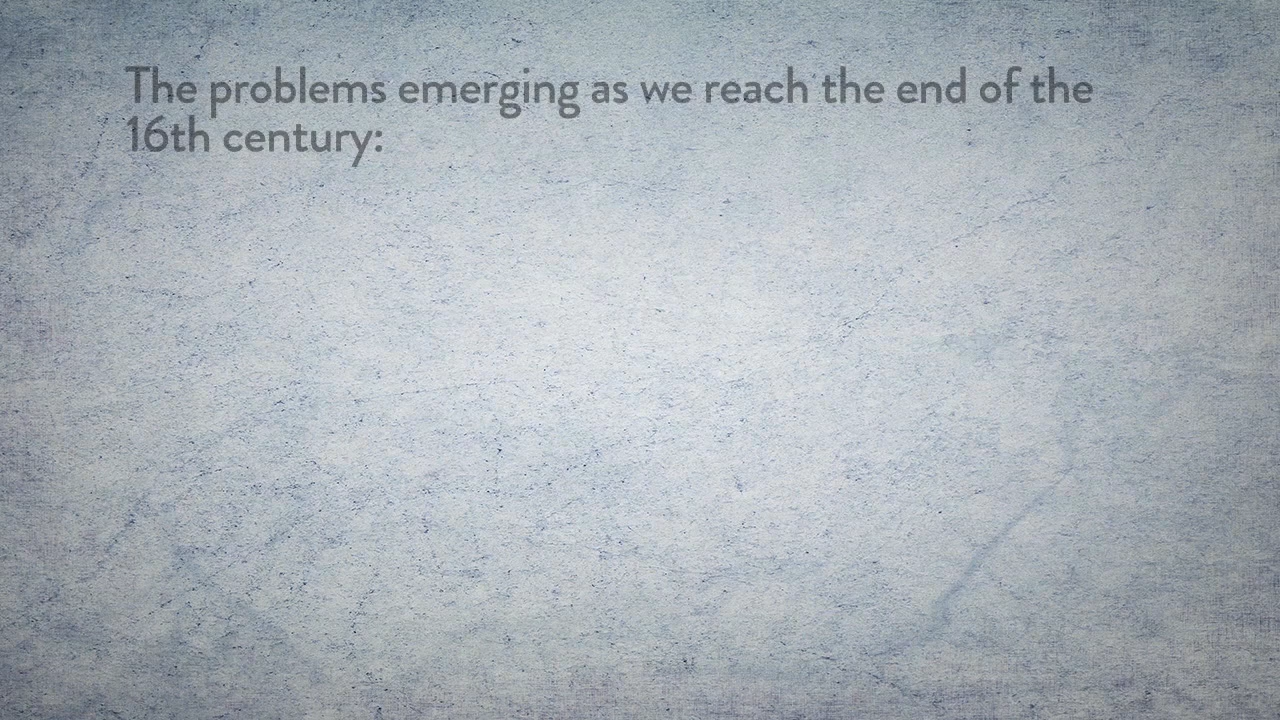 The problems emerging as we reach the end of the
16th century: